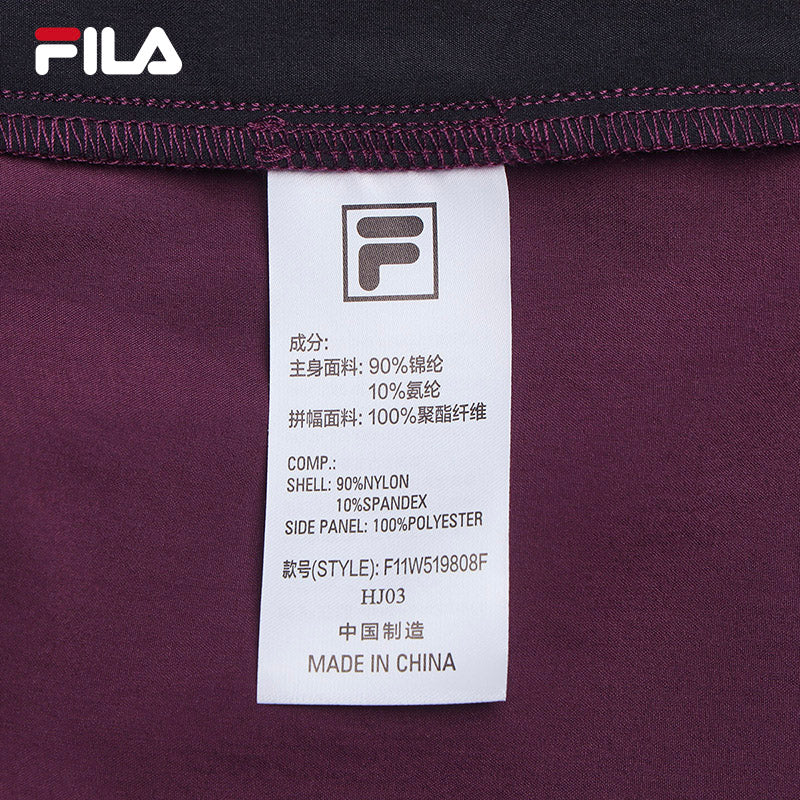 FILA
F
成分:
主身面料: 90%锦纶
10%氨纶
拼幅面料: 100%聚酯纤维
COMP.:
SHELL: 90%NYLON
10%SPANDEX
SIDE PANEL: 100%POLYESTER
款号(STYLE): F11W519808F
HJ03
中国制造
MADE IN CHINA